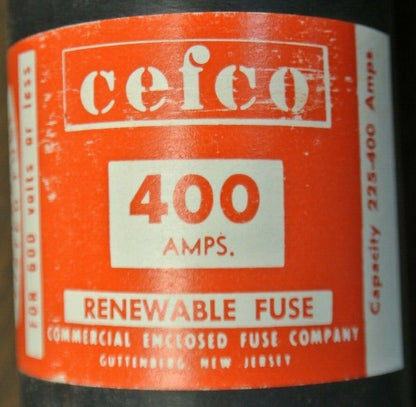 cefco
400
AMPS.
RENEWABLE FUSE
COMMERCIAL ENCLOSED FUSE COMPANY
GUTTENBERG, NEW JERSEY
FOR 600 volts or less
Capacity 225-400 Amps